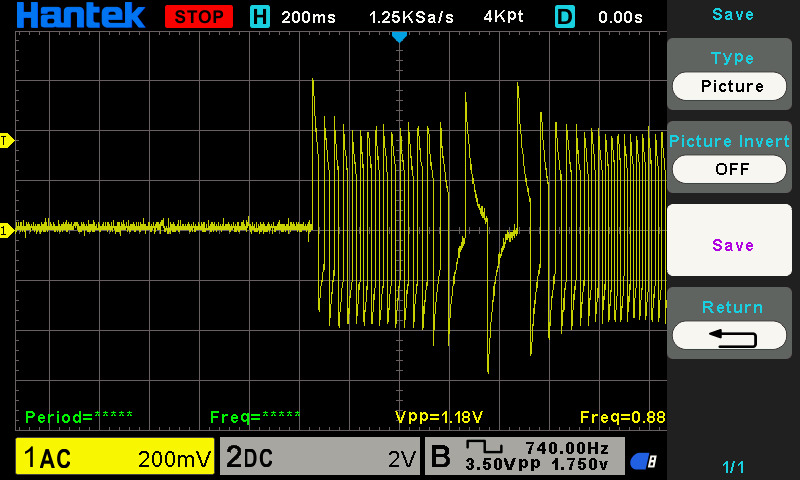 Hantek STOP H 200ms 1.25KSa/s 4Kpt D 0.00s Save
Type
Picture
Picture Invert
OFF
Save
Return
T
1
Period=***** Freq=***** Vpp=1.18V Freq=0.88
1AC 200mV 2DC 2V B 740.00Hz
3.50Vpp 1.750v
1/1